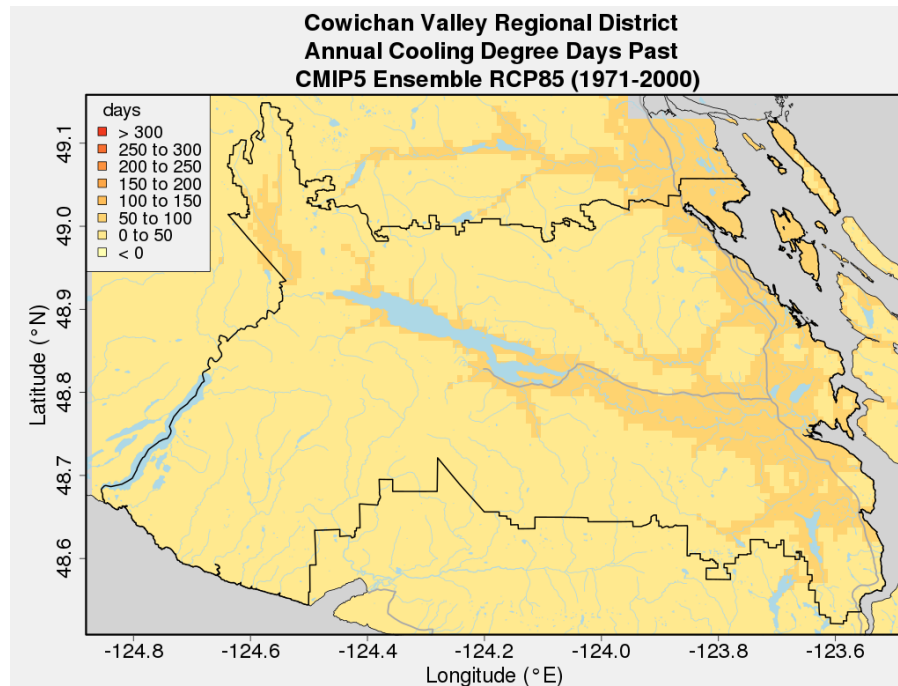 Cowichan Valley Regional District
Annual Cooling Degree Days Past
CMIP5 Ensemble RCP85 (1971-2000)
days
> 300
250 to 300
200 to 250
150 to 200
100 to 150
50 to 100
0 to 50
< 0
49.1
49.0
48.9
48.8
48.7
48.6
Latitude (°N)
-124.8 -124.6 -124.4 -124.2 -124.0 -123.8 -123.6
Longitude (°E)